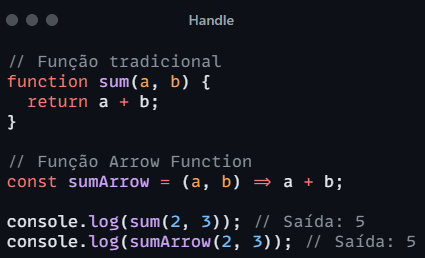 Handle
// Função tradicional
function sum(a, b) {
  return a + b;
}
// Função Arrow Function
const sumArrow = (a, b) => a + b;
console.log(sum(2, 3)); // Saída: 5
console.log(sumArrow(2, 3)); // Saída: 5